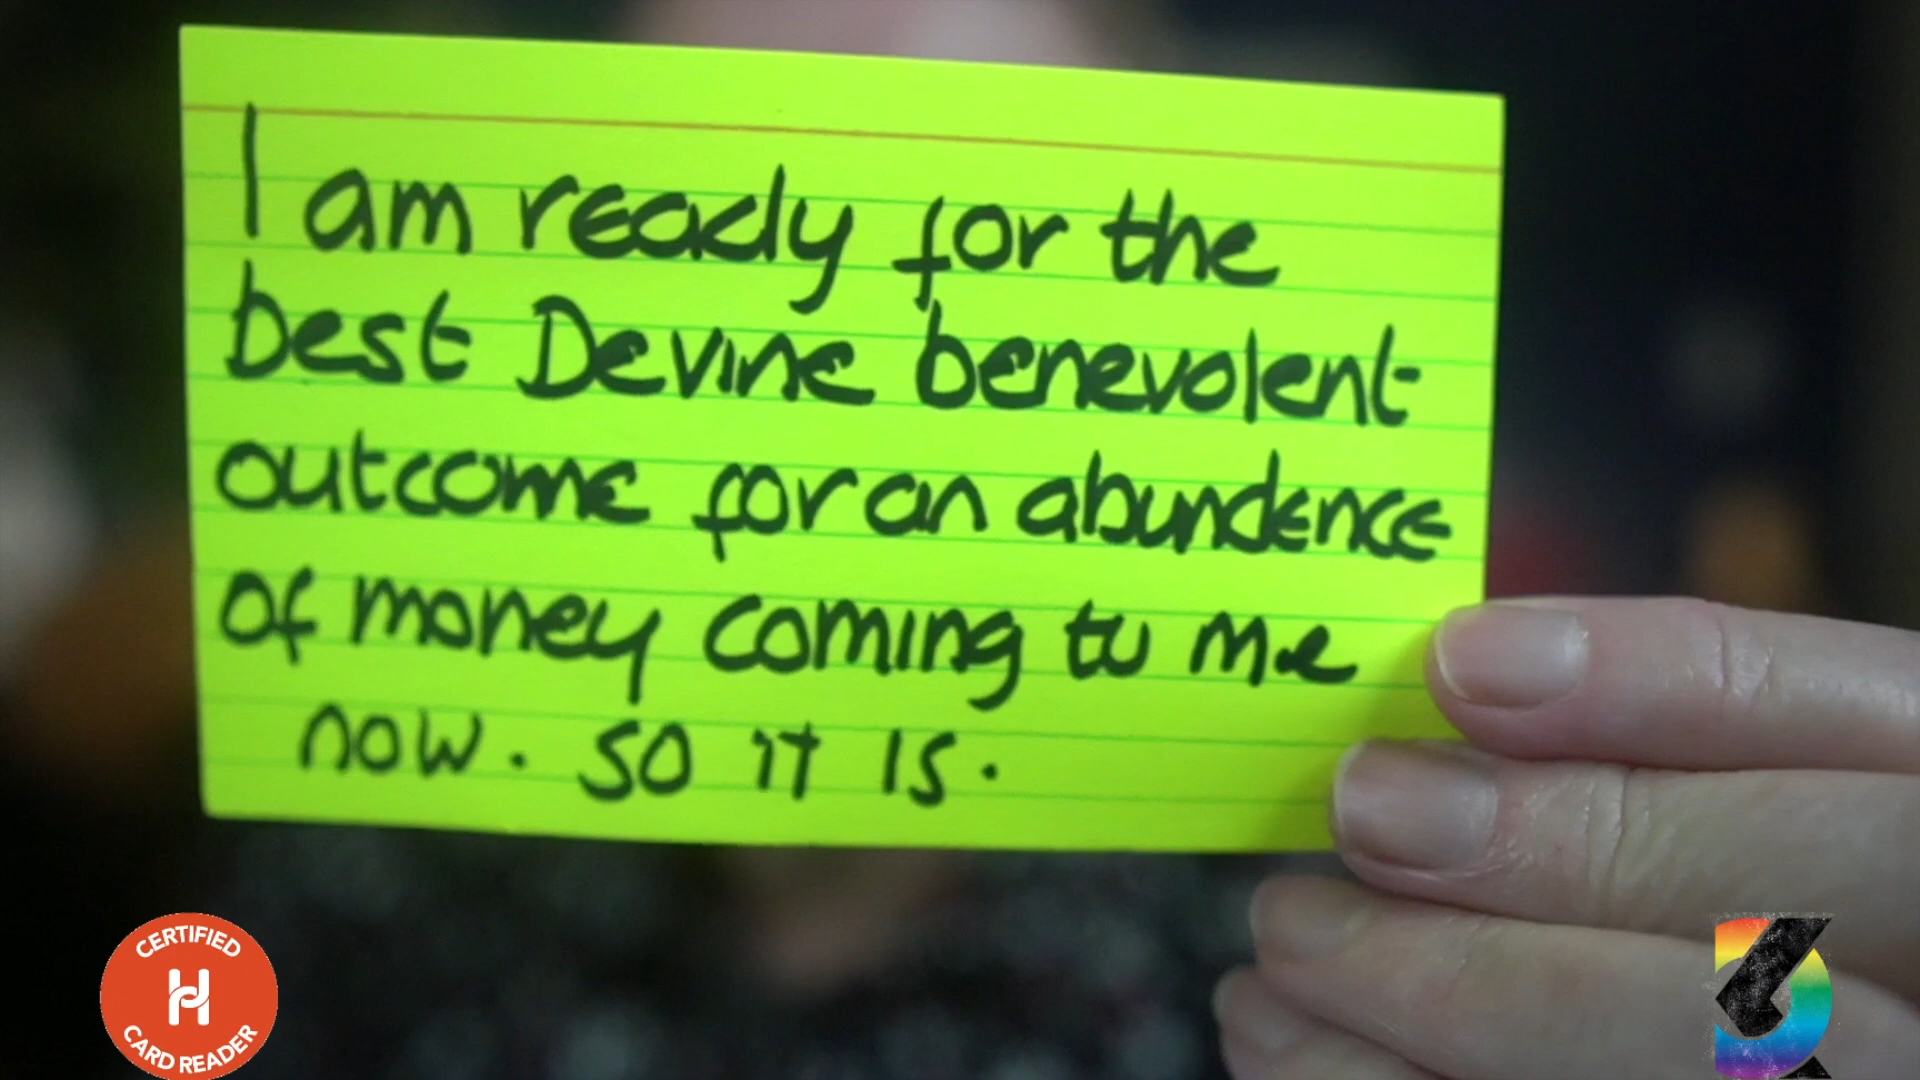 I am ready for the
best Devine benevolent
outcome for an abundence
of money coming to me
now. so it is.
CERTIFIED
H
CARD READER